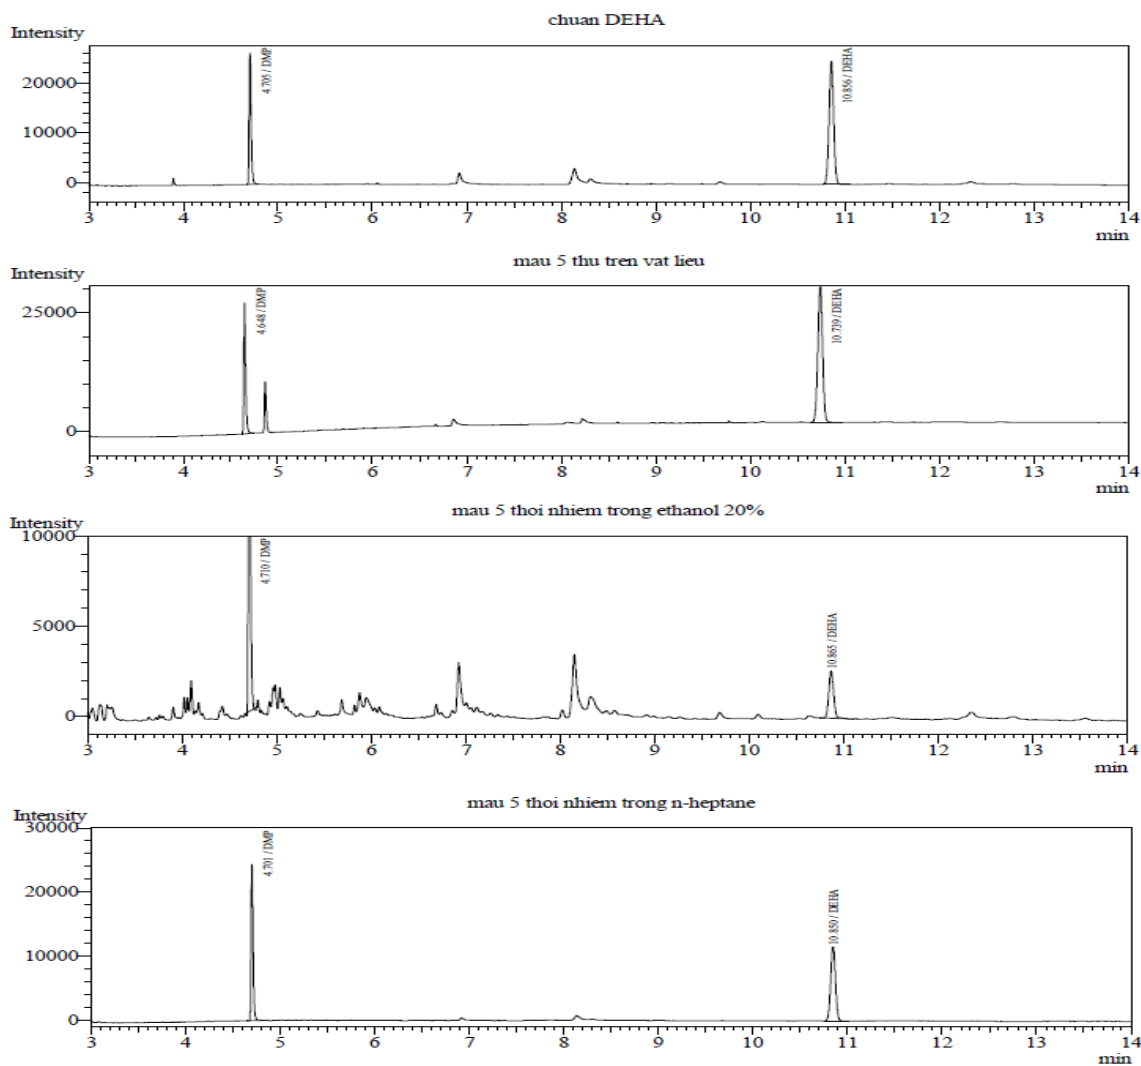 chuan DEHA
Intensity
20000
10000
0
4.705 / DMP
10.856 / DEHA
3 4 5 6 7 8 9 10 11 12 13 14
min
mau 5 thu tren vat lieu
Intensity
25000
0
4.648 / DMP
10.739 / DEHA
3 4 5 6 7 8 9 10 11 12 13 14
min
mau 5 thoi nhiem trong ethanol 20%
Intensity
10000
5000
0
4.710 / DMP
10.865 / DEHA
3 4 5 6 7 8 9 10 11 12 13 14
min
mau 5 thoi nhiem trong n-heptane
Intensity
30000
20000
10000
0
4.701 / DMP
10.850 / DEHA
3 4 5 6 7 8 9 10 11 12 13 14
min